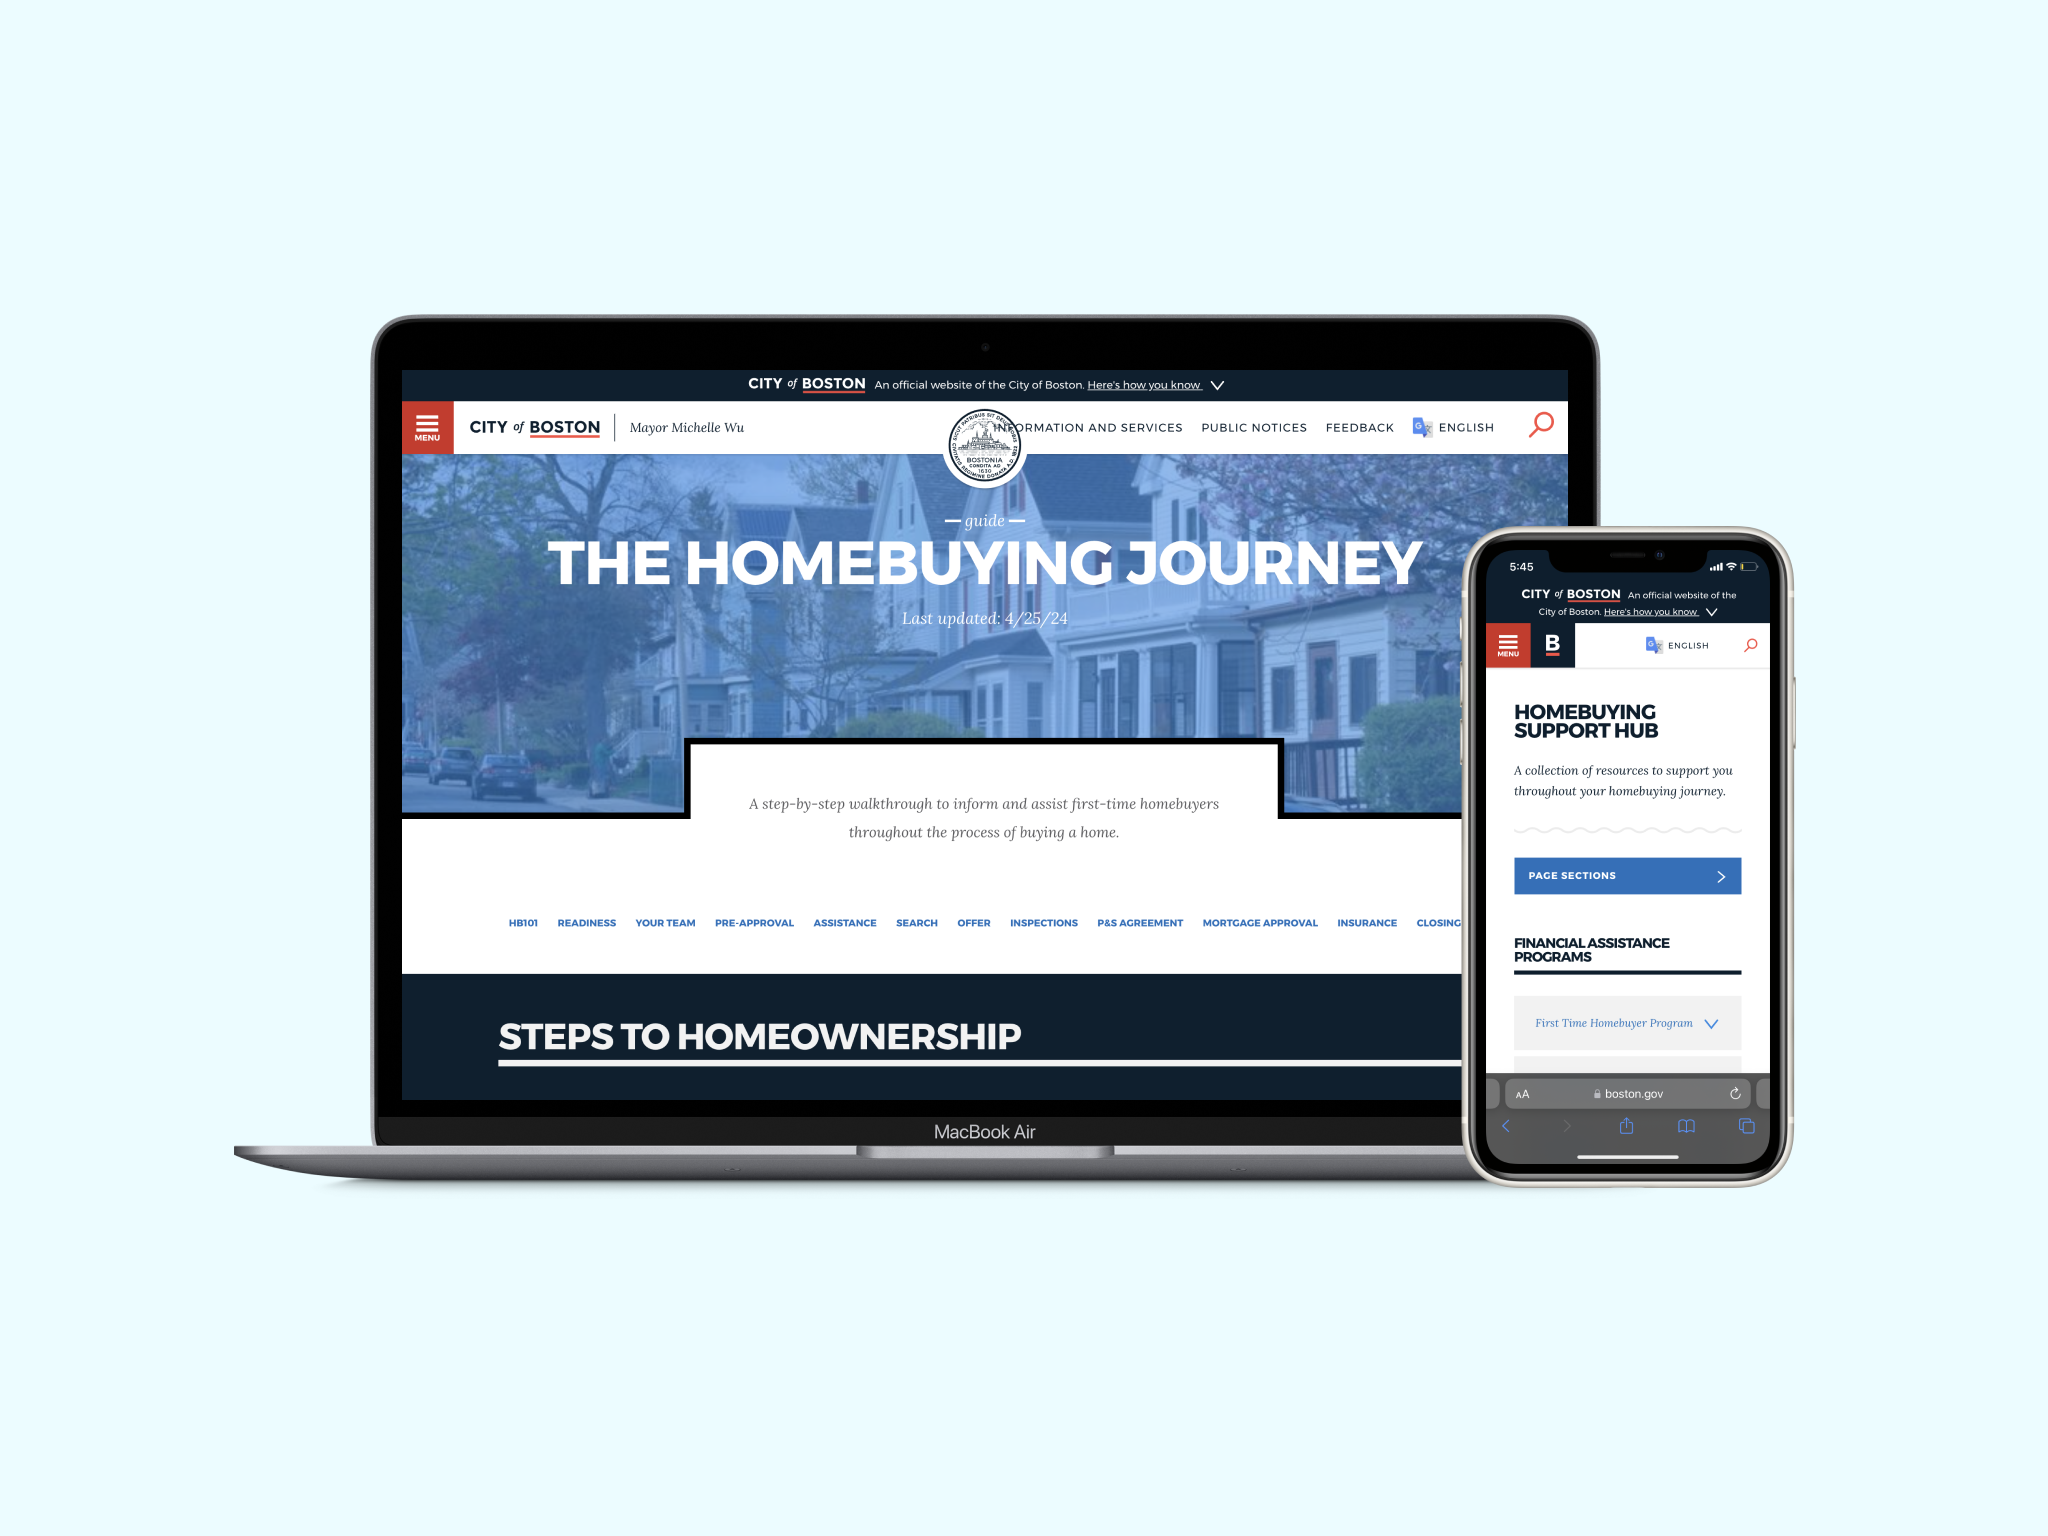 CITY of BOSTON An official website of the City of Boston. Here's how you know
MENU
CITY of BOSTON Mayor Michelle Wu
INFORMATION AND SERVICES PUBLIC NOTICES FEEDBACK ENGLISH
BOSTONIA
CONDITA AD
1630
guide
THE HOMEBUYING JOURNEY
Last updated: 4/25/24
A step-by-step walkthrough to inform and assist first-time homebuyers
throughout the process of buying a home.
HB101 READINESS YOUR TEAM PRE-APPROVAL ASSISTANCE SEARCH OFFER INSPECTIONS P&S AGREEMENT MORTGAGE APPROVAL INSURANCE CLOSING
STEPS TO HOMEOWNERSHIP
MacBook Air
5:45
CITY of BOSTON An official website of the
City of Boston. Here's how you know
MENU B ENGLISH
HOMEBUYING
SUPPORT HUB
A collection of resources to support you
throughout your homebuying journey.
PAGE SECTIONS
FINANCIAL ASSISTANCE
PROGRAMS
First Time Homebuyer Program
AA boston.gov